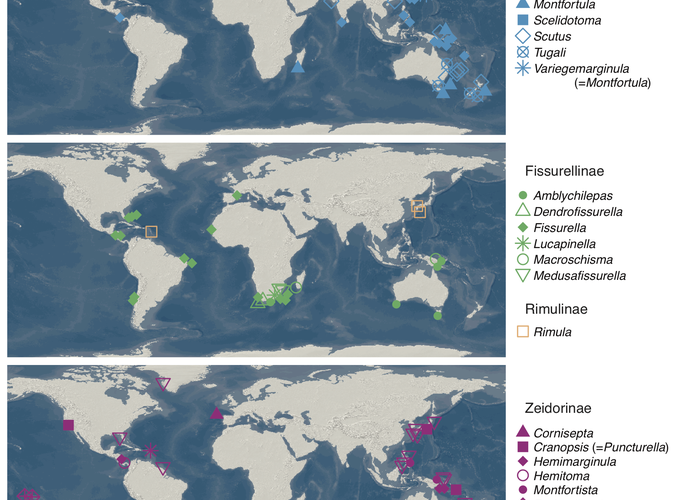 Montfortula
Scelidotoma
Scutus
Tugali
Variegemarginula
(=Montfortula)
Fissurellinae
Amblychilepas
Dendrofissurella
Fissurella
Lucapinella
Macroschisma
Medusafissurella
Rimulinae
Rimula
Zeidorinae
Cornisepta
Cranopsis (=Puncturella)
Hemimarginula
Hemitoma
Montfortista